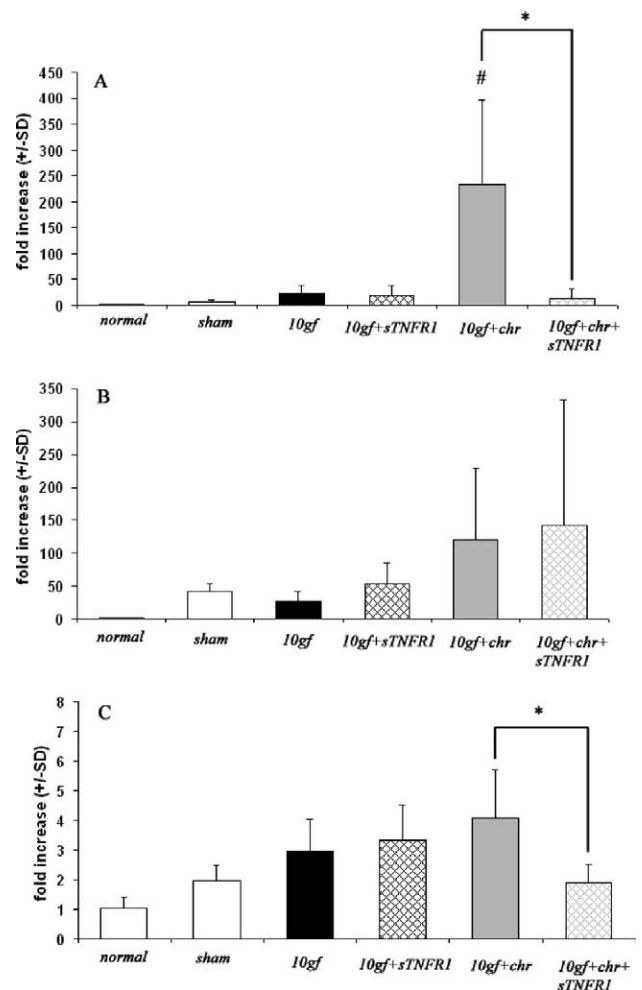 *
#
A
450
400
350
300
250
200
150
100
50
0
fold increase (+/-SD)
normal sham 10gf 10gf+sTNFR1 10gf+chr 10gf+chr+
sTNFR1
B
350
300
250
200
150
100
50
0
fold increase (+/-SD)
normal sham 10gf 10gf+sTNFR1 10gf+chr 10gf+chr+
sTNFR1
C
*
8
7
6
5
4
3
2
1
0
fold increase (+/-SD)
normal sham 10gf 10gf+sTNFR1 10gf+chr 10gf+chr+
sTNFR1